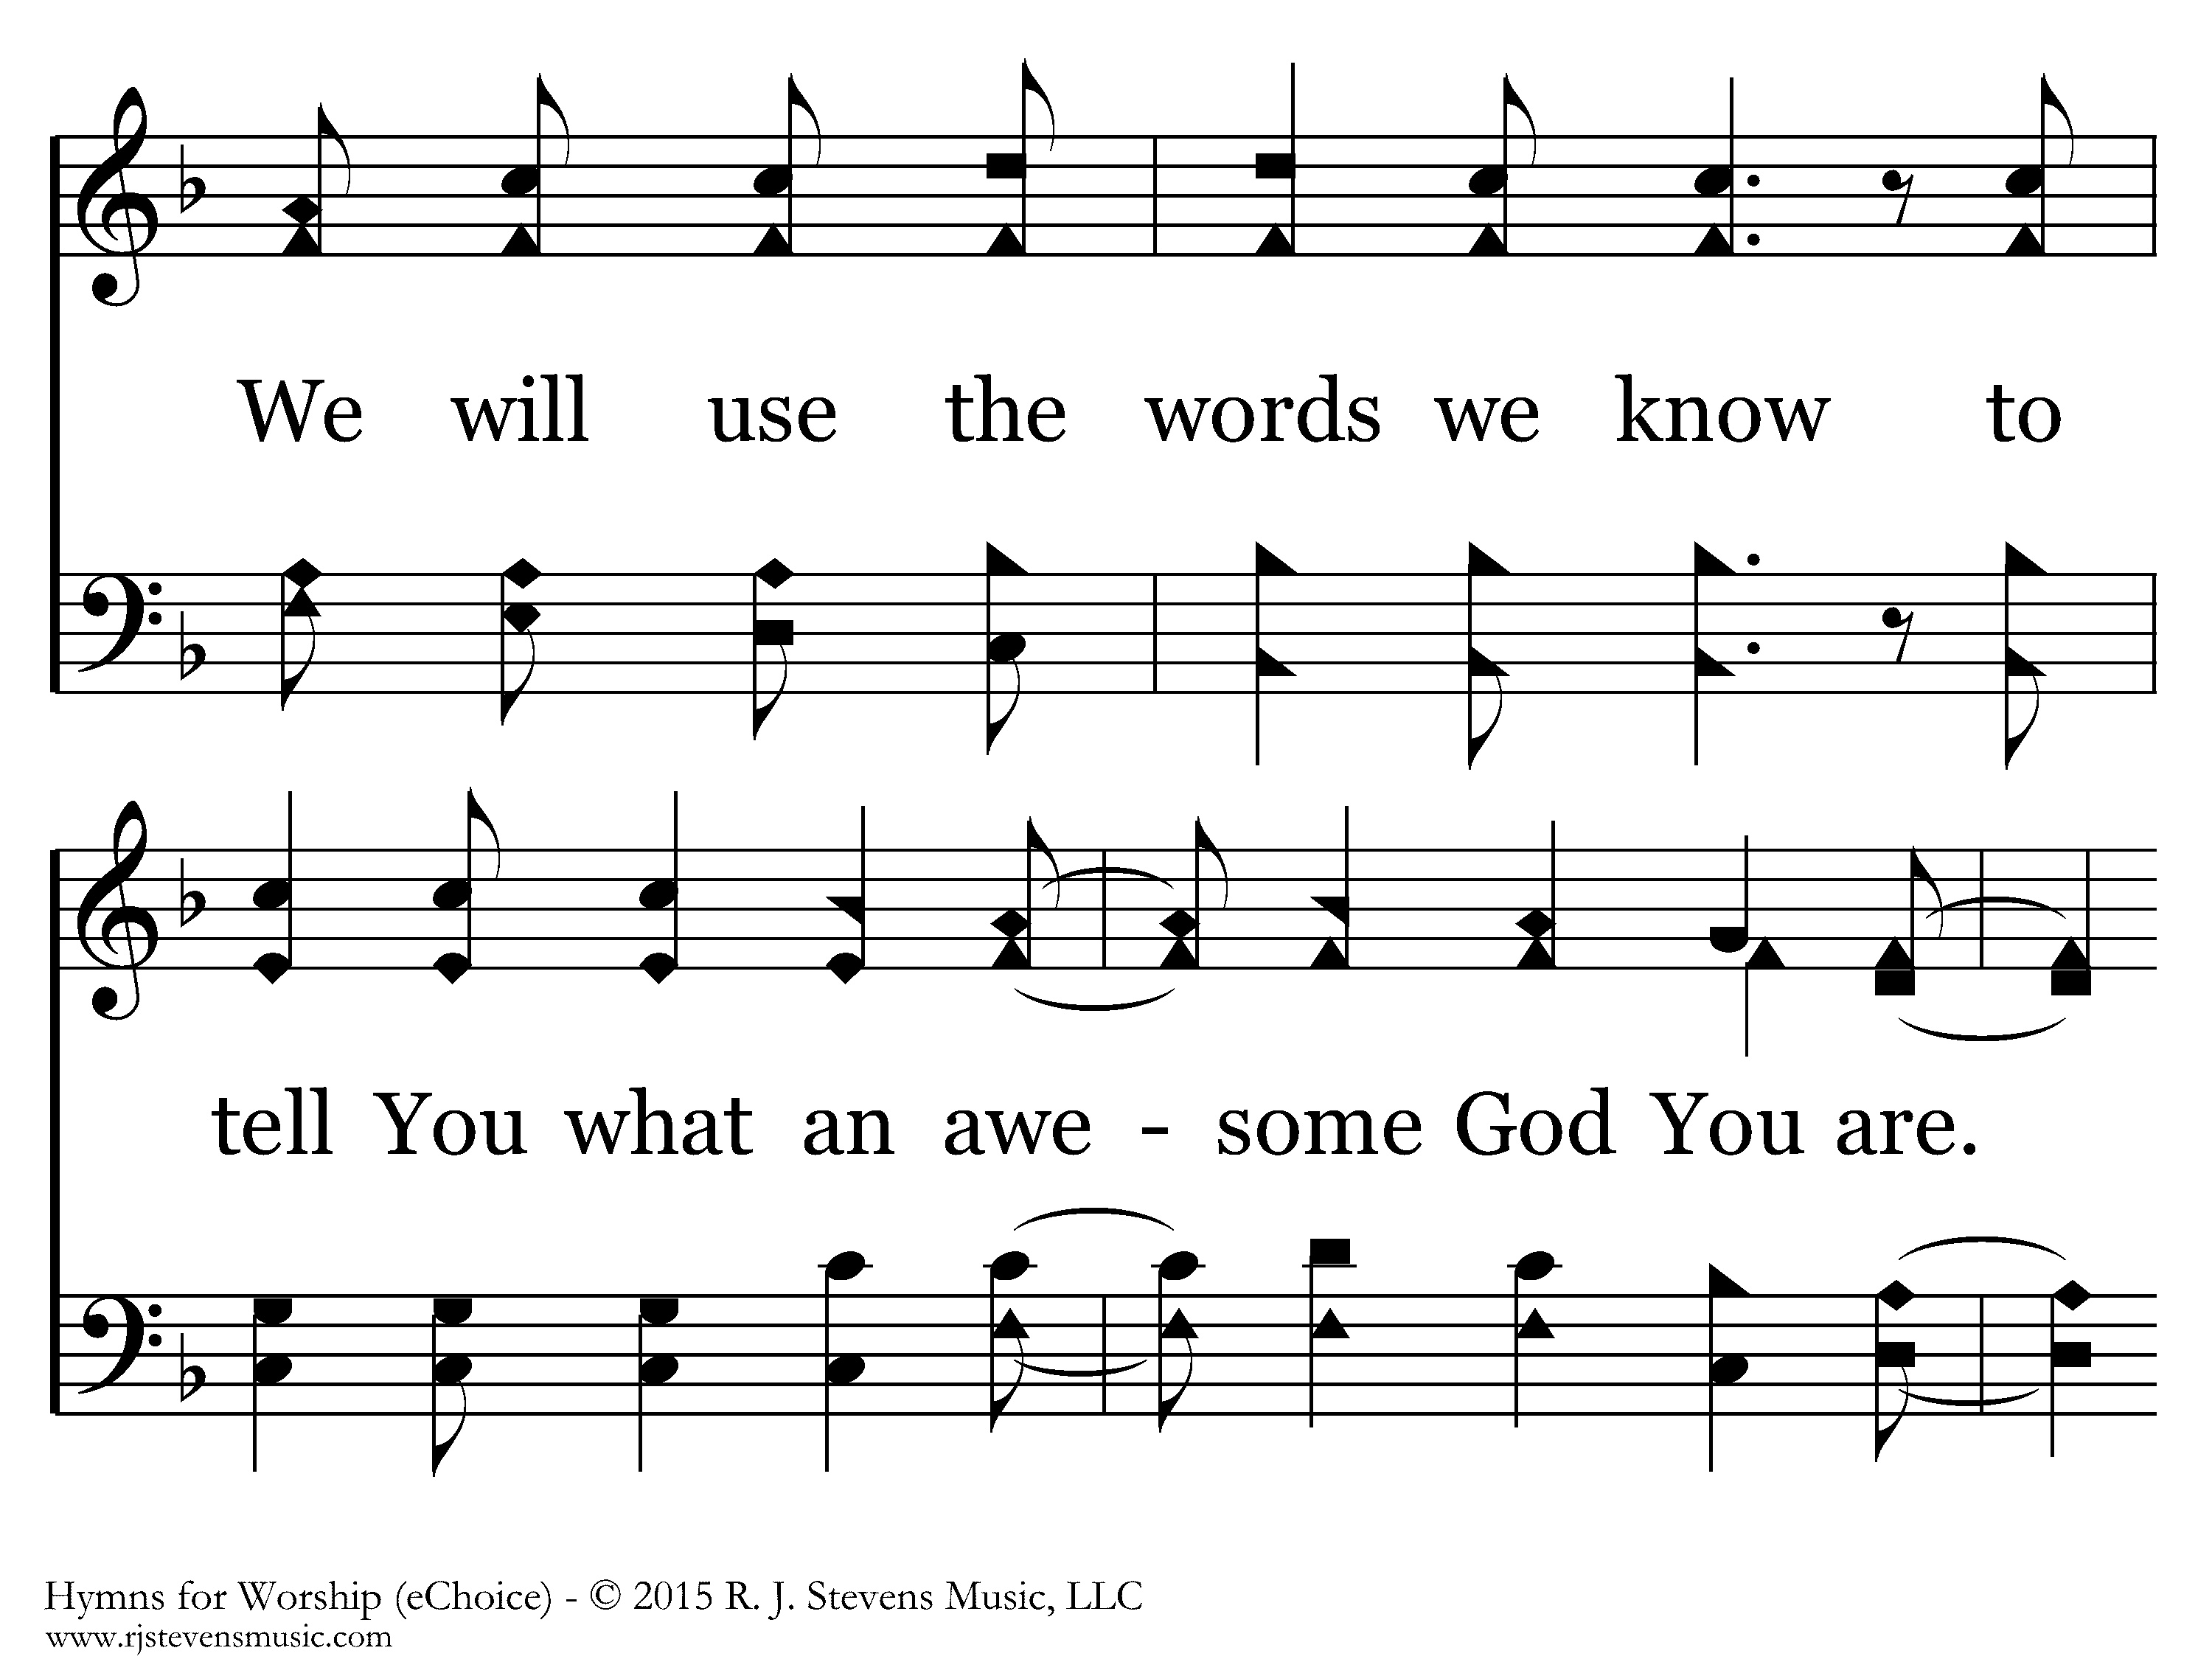 We will use the words we know to
tell You what an awe - some God You are.
Hymns for Worship (eChoice) - © 2015 R. J. Stevens Music, LLC
www.rjstevensmusic.com